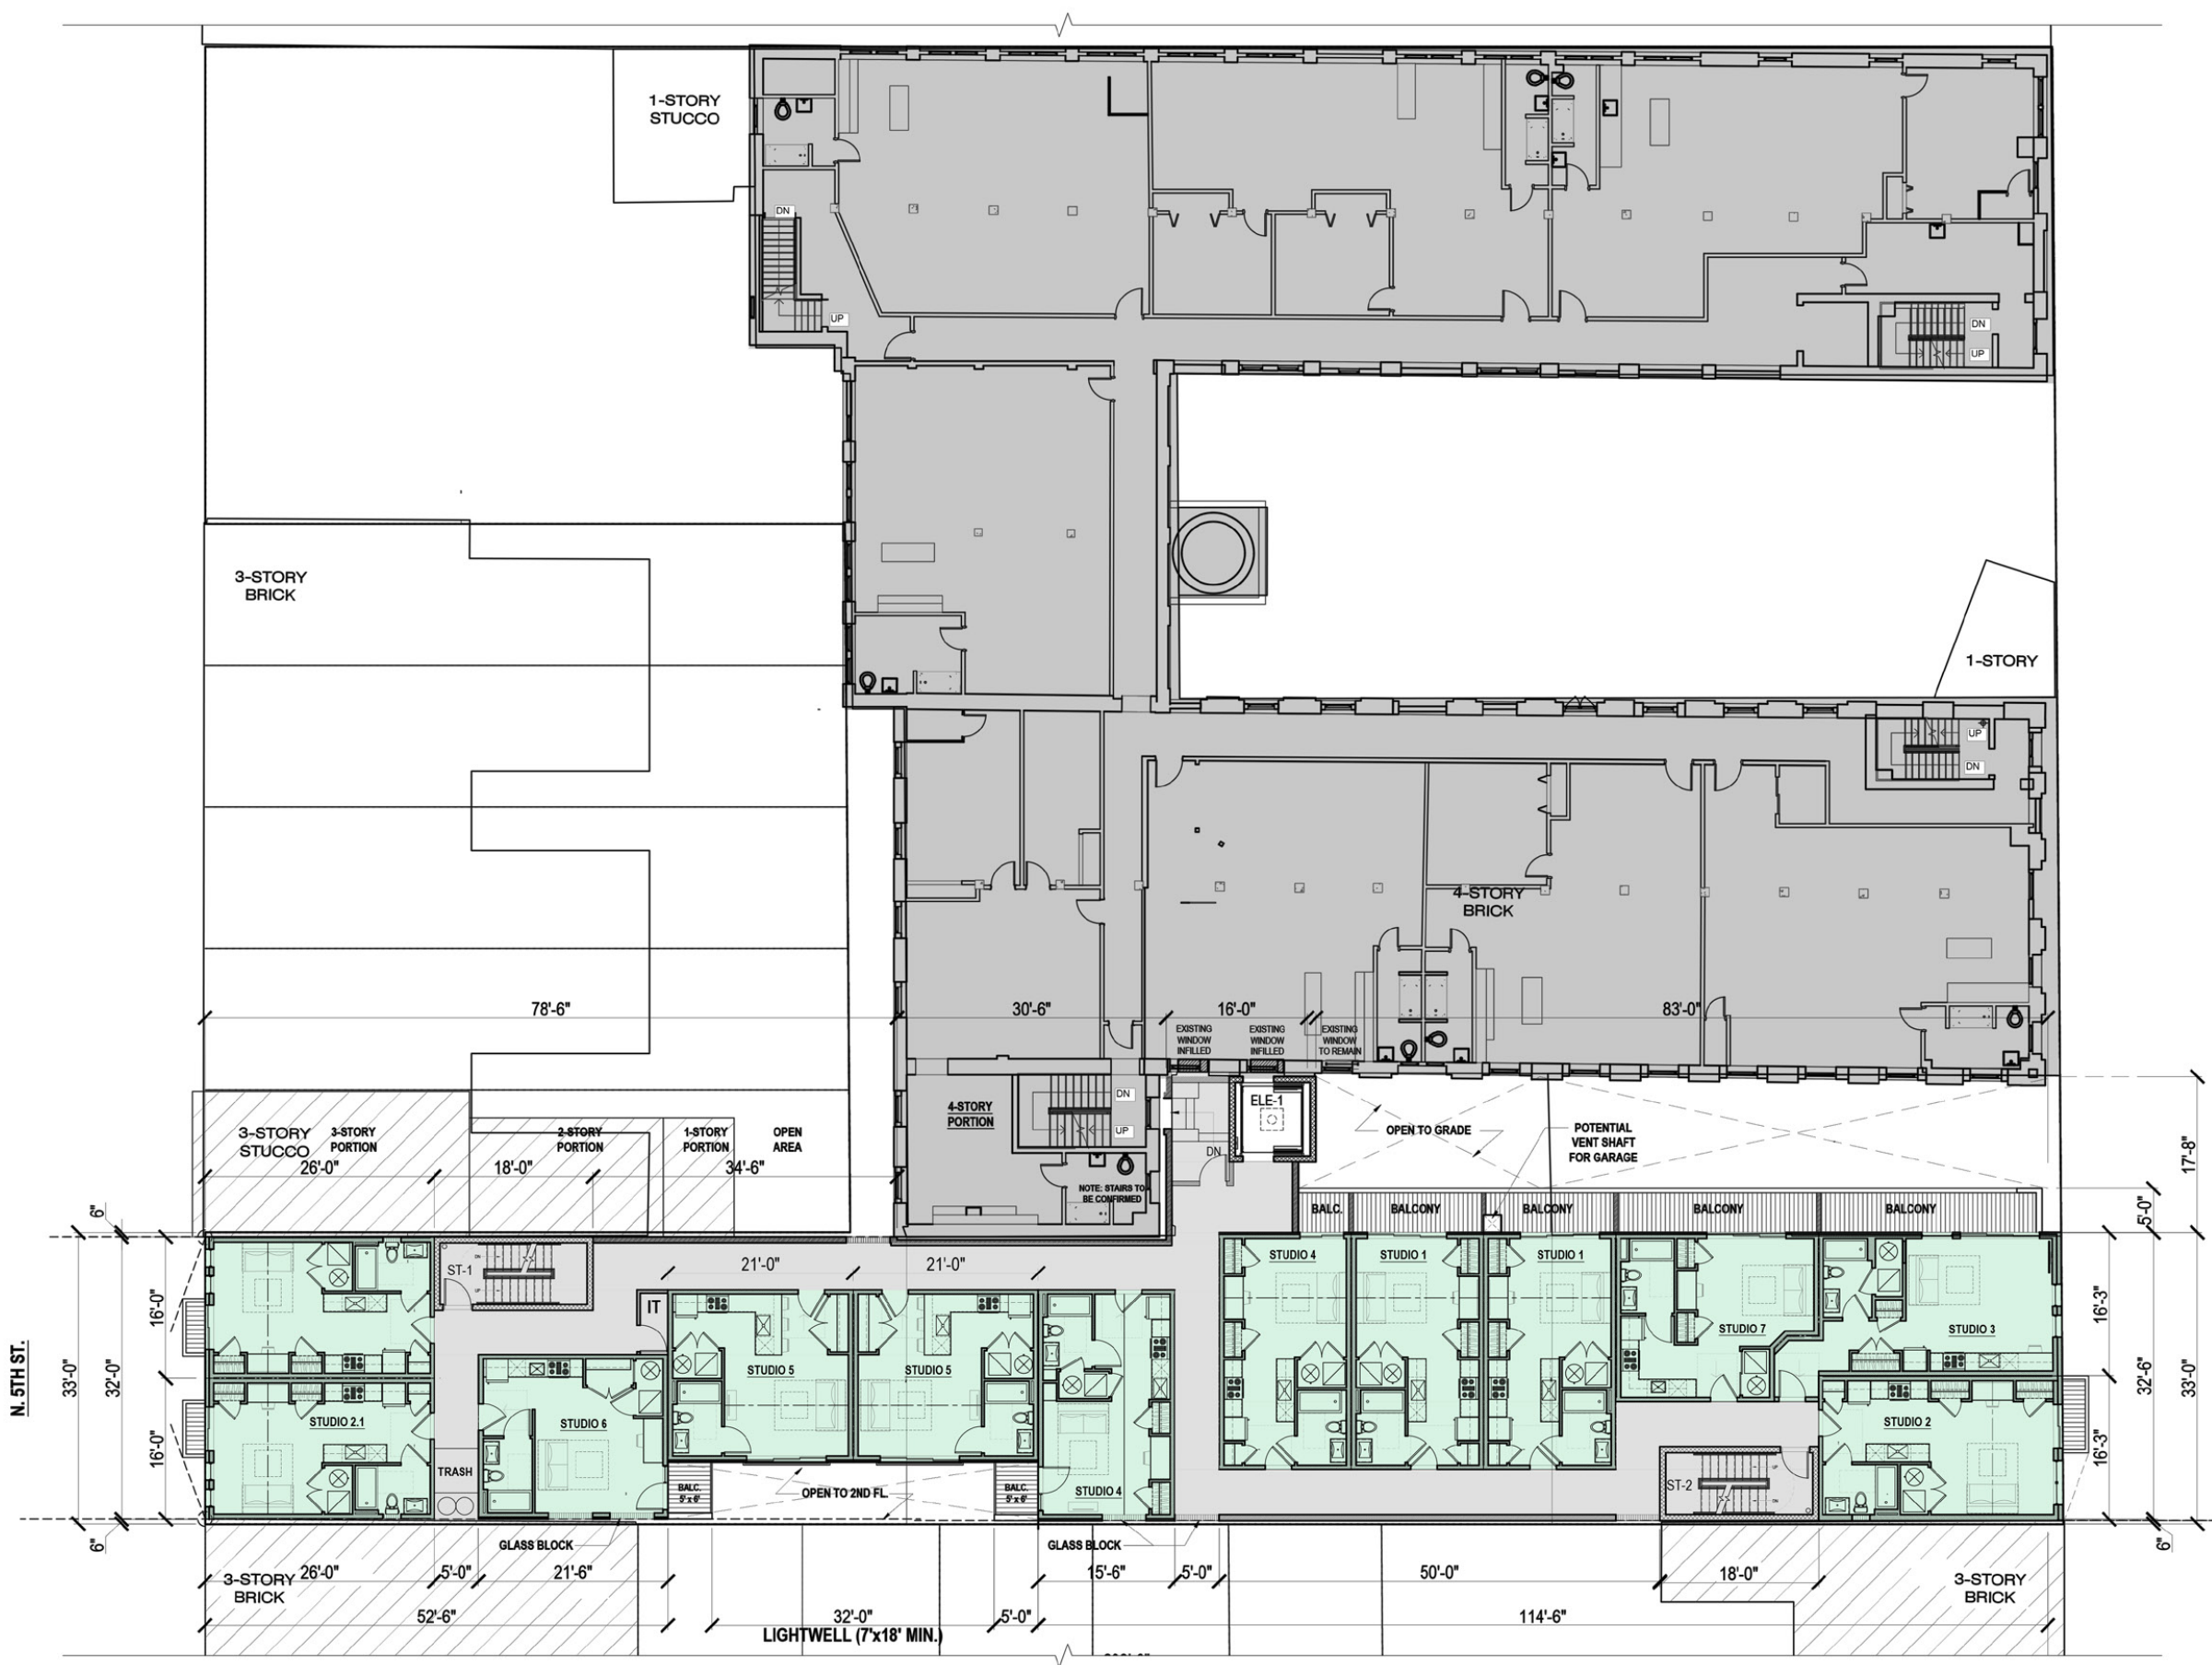 1-STORY
STUCCO
DN
UP
DN
UP
3-STORY
BRICK
1-STORY
UP
DN
4-STORY
BRICK
78'-6"
30'-6"
16'-0"
83'-0"
EXISTING
WINDOW
INFILLED
EXISTING
WINDOW
INFILLED
EXISTING
WINDOW
TO REMAIN
DN
UP
4-STORY
PORTION
ELE-1
DN
OPEN TO GRADE
POTENTIAL
VENT SHAFT
FOR GARAGE
3-STORY
STUCCO
3-STORY
PORTION
2-STORY
PORTION
1-STORY
PORTION
OPEN
AREA
26'-0"
18'-0"
34'-6"
NOTE: STAIRS TO
BE CONFIRMED
17'-8"
5'-0"
BALC.
BALCONY
BALCONY
BALCONY
BALCONY
6"
33'-0"
32'-0"
16'-0"
16'-0"
6"
N. 5TH ST.
ST-1
DN
UP
21'-0"
21'-0"
IT
STUDIO 4
STUDIO 1
STUDIO 1
STUDIO 7
STUDIO 3
STUDIO 5
STUDIO 5
STUDIO 2.1
STUDIO 6
STUDIO 4
STUDIO 2
TRASH
BALC.
5' x 6'
OPEN TO 2ND FL.
BALC.
5' x 6'
ST-2
UP
DN
16'-3"
16'-3"
32'-6"
33'-0"
6"
GLASS BLOCK
GLASS BLOCK
3-STORY
BRICK
26'-0"
5'-0"
21'-6"
15'-6"
5'-0"
50'-0"
18'-0"
3-STORY
BRICK
52'-6"
32'-0"
5'-0"
114'-6"
LIGHTWELL (7'x18' MIN.)